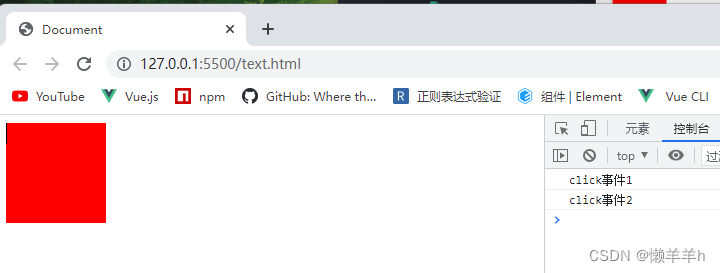 Document
127.0.0.1:5500/text.html
YouTube Vue.js npm GitHub: Where th... R 正则表达式验证 组件 | Element Vue CLI
元素 控制台
top
click事件1
click事件2
CSDN @懒羊羊h